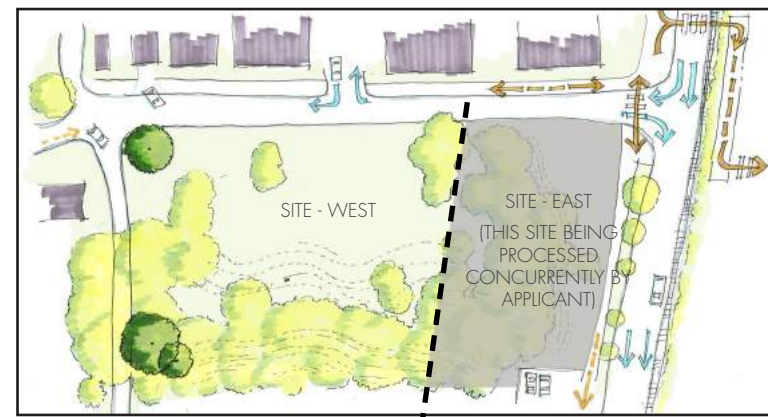 SITE - WEST
SITE - EAST
(THIS SITE BEING
PROCESSED
CONCURRENTLY BY
APPLICANT)